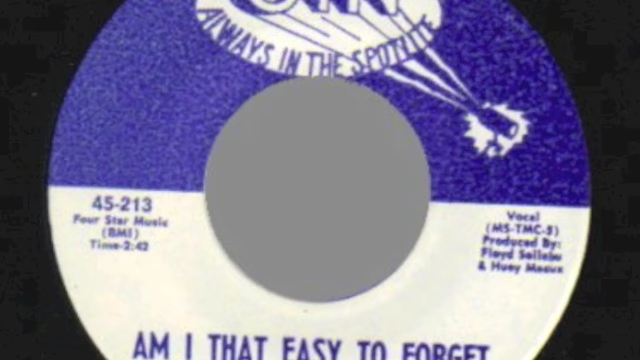 ALWAYS IN THE SPOTLITE
45-213
Four Star Music
(BMI)
Time-2:42
Vocal
(MS-TMC-5)
Produced By:
Floyd Soileau
& Huey Meaux
AM I THAT EASY TO FORGET